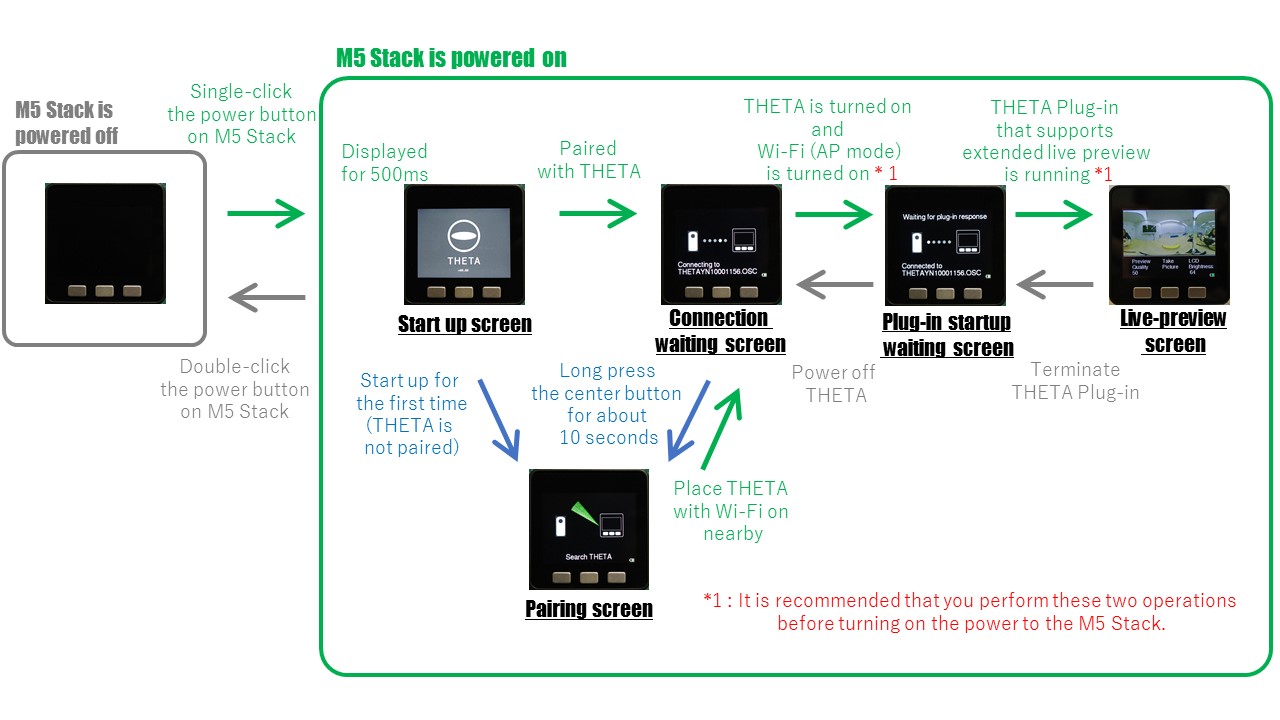 M5 Stack is powered on
M5 Stack is
powered off
Single-click
the power button
on M5 Stack
Double-click
the power button
on M5 Stack
Displayed
for 500ms
THETA
Start up screen
Paired
with THETA
Connecting to
THETAYN10001156.OSC
Connection
waiting screen
THETA is turned on
and
Wi-Fi (AP mode)
is turned on * 1
Waiting for plug-in response
Connected to
THETAYN10001156.OSC
Plug-in startup
waiting screen
THETA Plug-in
that supports
extended live preview
is running *1
Preview Take LCD
Quality Picture Brightness
50 64
Live-preview
screen
Power off
THETA
Terminate
THETA Plug-in
Start up for
the first time
(THETA is
not paired)
Long press
the center button
for about
10 seconds
Place THETA
with Wi-Fi on
nearby
Search THETA
Pairing screen
*1 : It is recommended that you perform these two operations
before turning on the power to the M5 Stack.